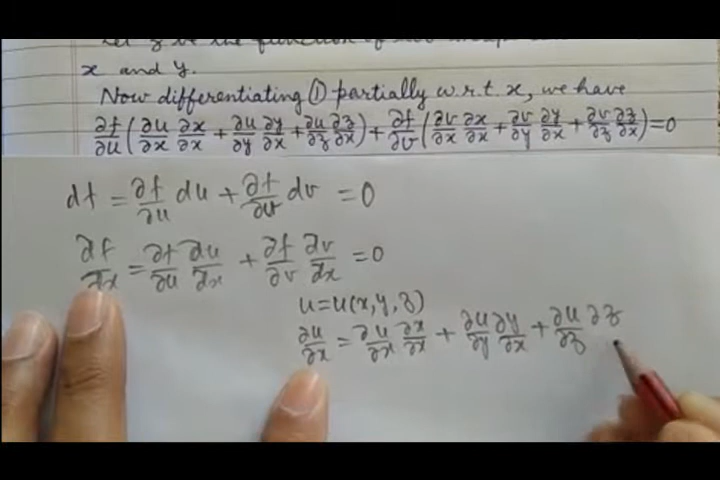 x and y.
Now differentiating ① partially w.r.t. x, we have
∂f/∂u (∂u/∂x ∂x/∂x + ∂u/∂y ∂y/∂x + ∂u/∂z ∂z/∂x) + ∂f/∂v (∂v/∂x ∂x/∂x + ∂v/∂y ∂y/∂x + ∂v/∂z ∂z/∂x) = 0
df = ∂f/∂u du + ∂f/∂v dv = 0
∂f/∂x = ∂f/∂u ∂u/∂x + ∂f/∂v ∂v/∂x = 0
u = u(x, y, z)
∂u/∂x = ∂u/∂x ∂x/∂x + ∂u/∂y ∂y/∂x + ∂u/∂z ∂z